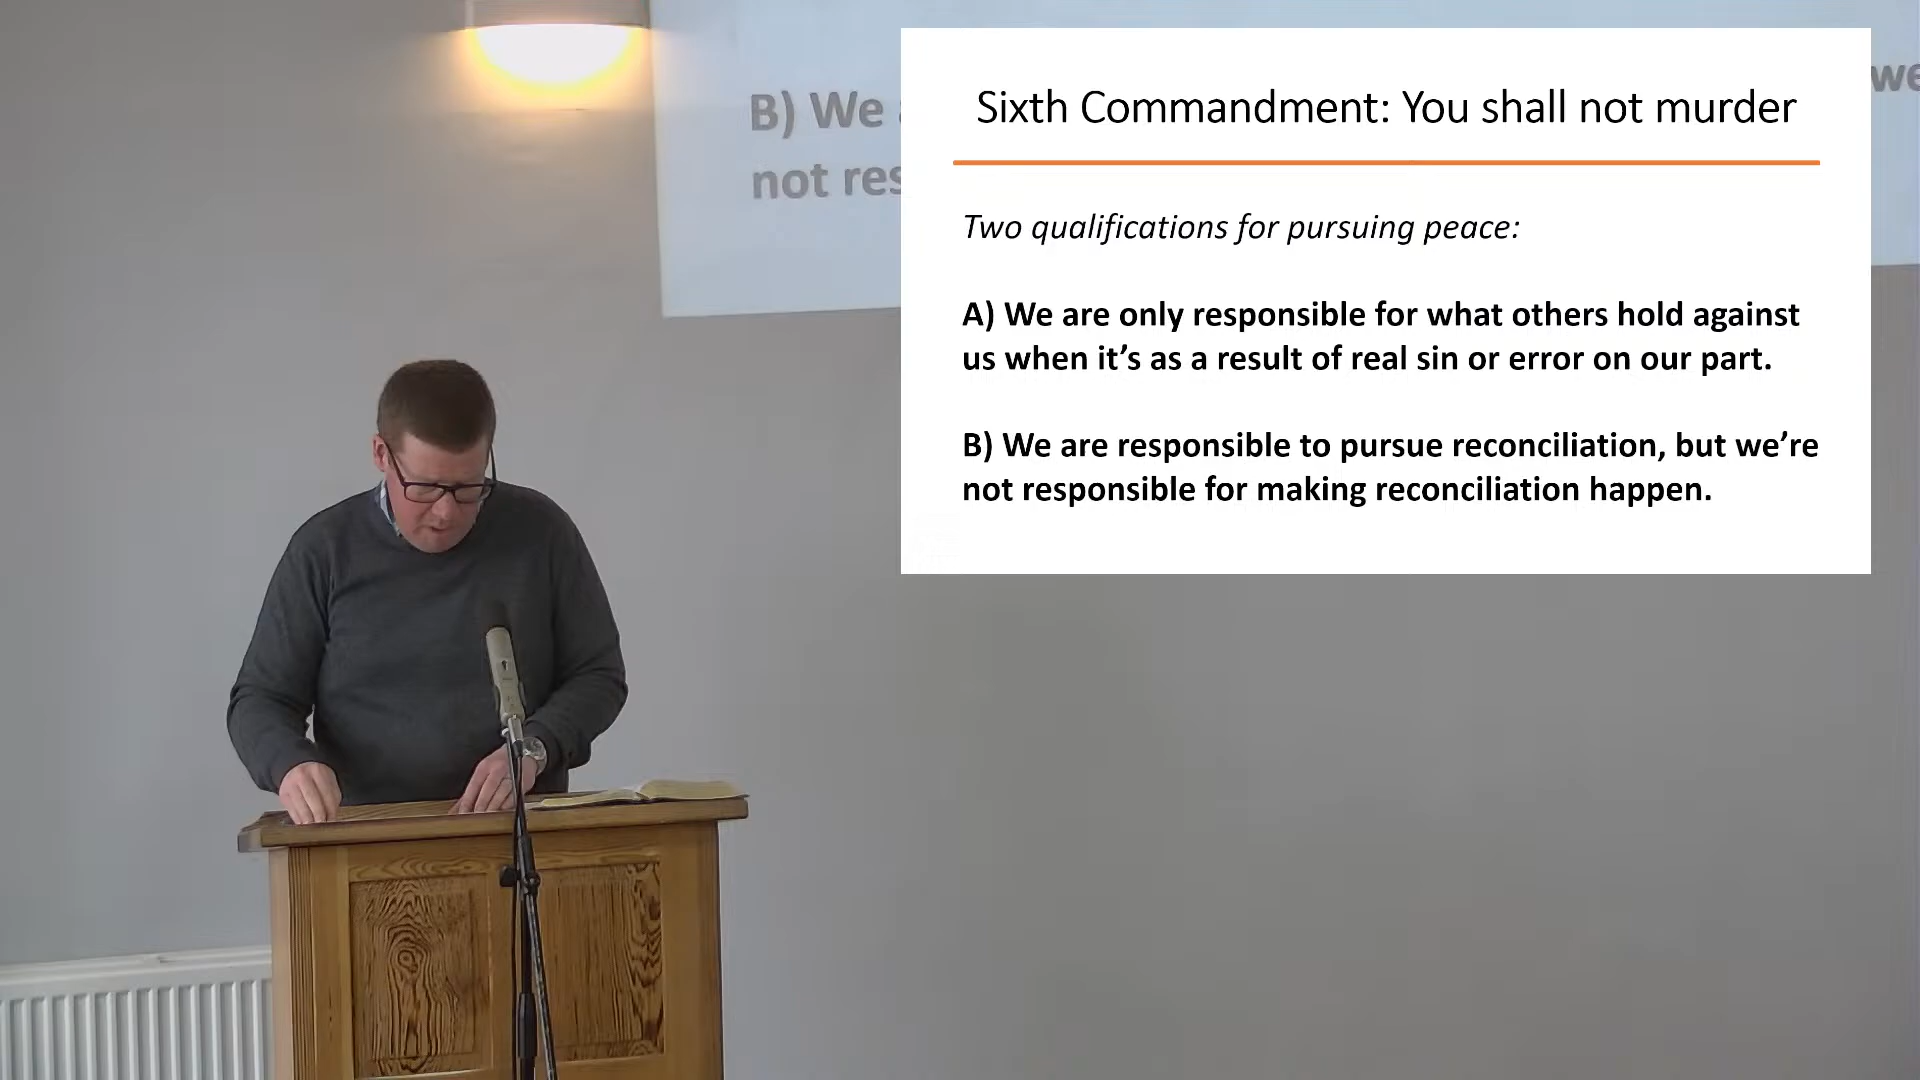 Sixth Commandment: You shall not murder
Two qualifications for pursuing peace:
A) We are only responsible for what others hold against
us when it’s as a result of real sin or error on our part.
B) We are responsible to pursue reconciliation, but we’re
not responsible for making reconciliation happen.
B) We
not res
we